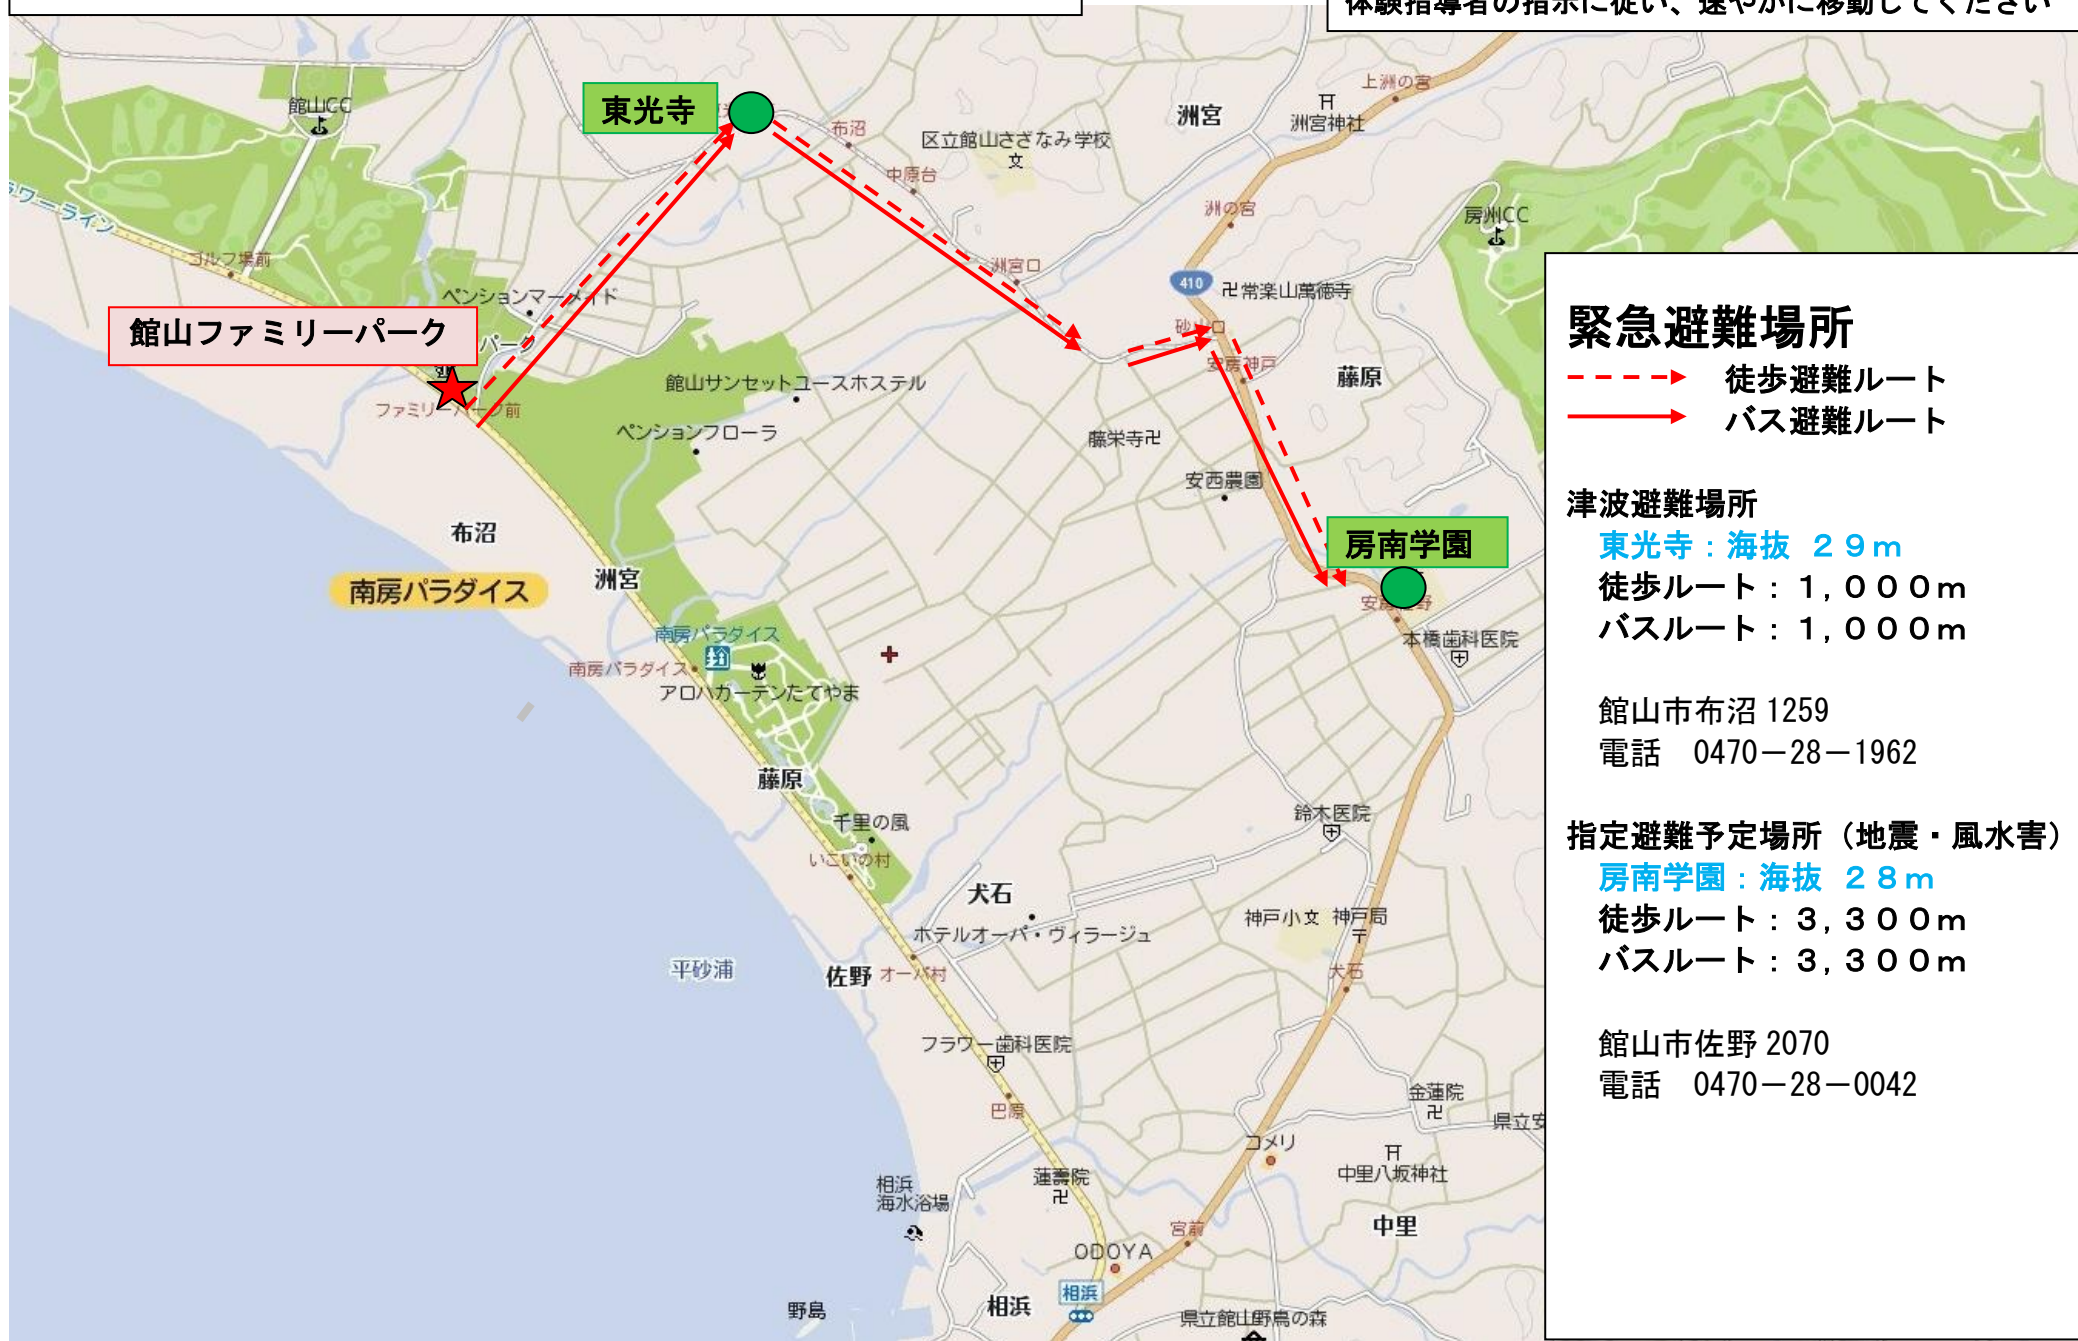 体験指導者の指示に従い、速やかに移動してください
上洲の宮
館山CC
東光寺
洲宮
洲宮神社
布沼
区立館山さざなみ学校
中原台
ラワーライン
洲の宮
房州CC
ゴルフ場前
洲宮口
410
常楽山萬徳寺
ペンションマーメイド
館山ファミリーパーク
パーク
砂山口
安房神戸
藤原
館山サンセットユースホステル
ファミリーパーク前
ペンションフローラ
藤栄寺
安西農園
布沼
房南学園
洲宮
南房パラダイス
本橋歯科医院
南房パラダイス
南房パラダイス
アロハガーデンたてやま
藤原
鈴木医院
千里の風
いこいの村
犬石
神戸小 神戸局
ホテルオーパ・ヴィラージュ
平砂浦
佐野 オーパ村
犬石
フラワー歯科医院
巴原
金蓮院
県立安
コメリ
中里八坂神社
蓮壽院
相浜
海水浴場
宮前
中里
ODOYA
相浜
野島
相浜
県立館山野鳥の森
緊急避難場所
徒歩避難ルート
バス避難ルート
津波避難場所
東光寺：海抜 29m
徒歩ルート：1,000m
バスルート：1,000m
館山市布沼 1259
電話 0470－28－1962
指定避難予定場所（地震・風水害）
房南学園：海抜 28m
徒歩ルート：3,300m
バスルート：3,300m
館山市佐野 2070
電話 0470－28－0042